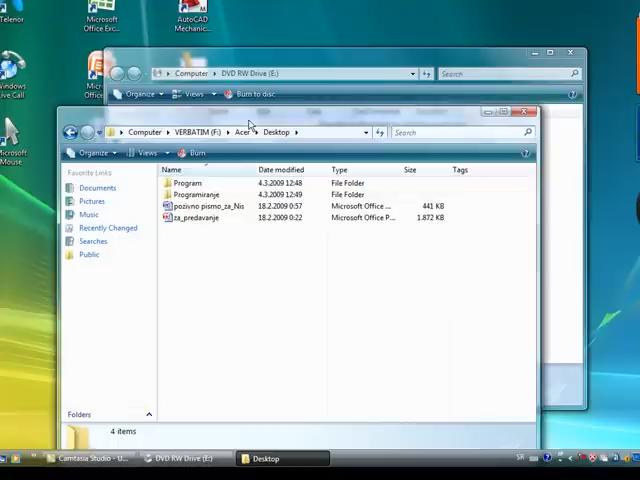 Telenor
Microsoft
Office Exc...
AutoCAD
Mechanic...
Windows
Live Call
Microsoft
Office
Microsoft
Mouse
Computer DVD RW Drive (E:)
Search
Organize Views Burn to disc
Computer VERBATIM (F:) Acer Desktop
Search
Organize Views Burn
Favorite Links
Documents
Pictures
Music
Recently Changed
Searches
Public
Folders
Name Date modified Type Size Tags
Program 4.3.2009 12:48 File Folder
Programiranje 4.3.2009 12:49 File Folder
pozivno pismo_za_Nis 18.2.2009 0:57 Microsoft Office ... 441 KB
za_predavanje 18.2.2009 0:22 Microsoft Office P... 1.872 KB
4 items
Camtasia Studio - U... DVD RW Drive (E:) Desktop
SR